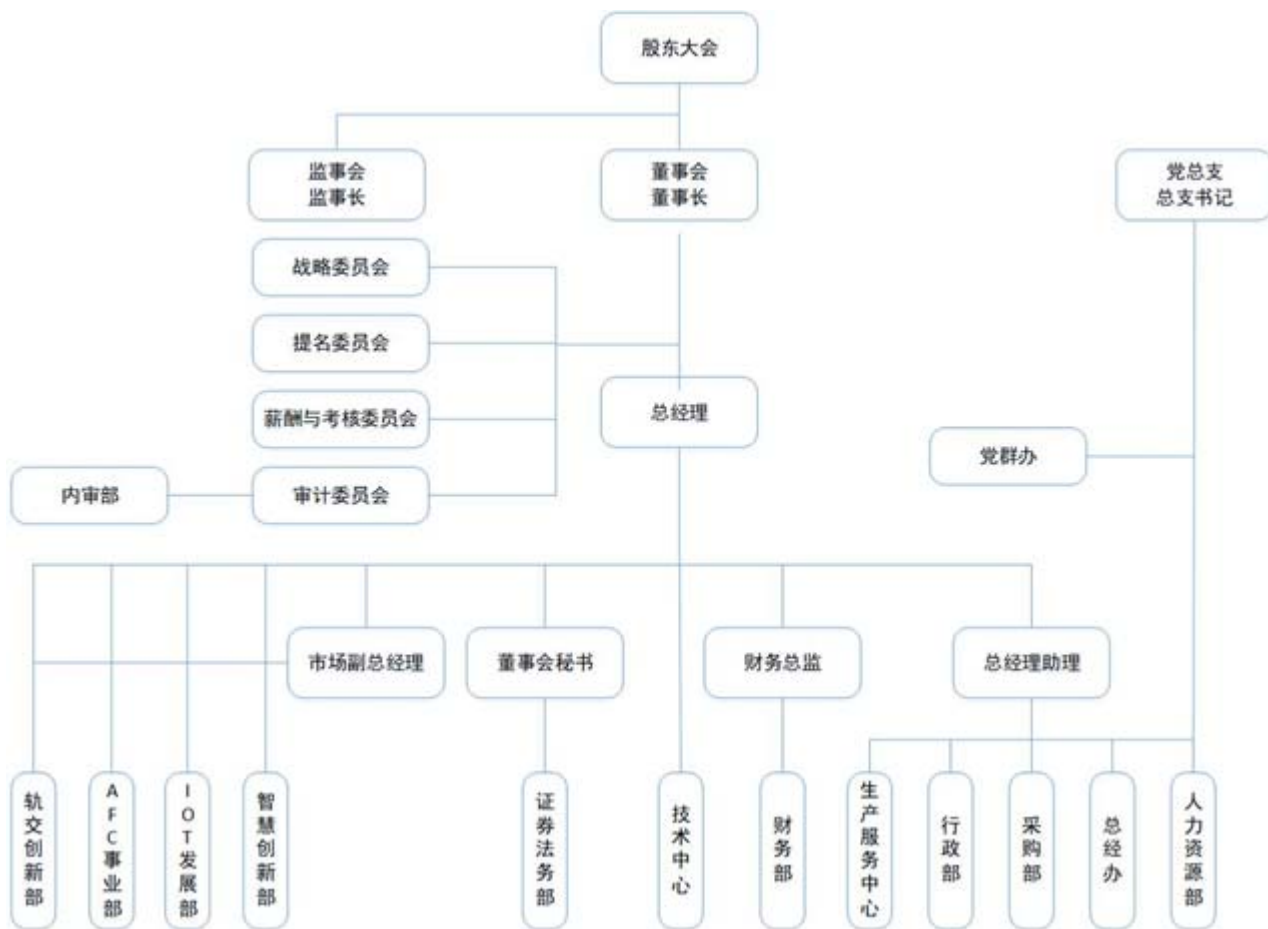 股东大会
监事会
监事长
董事会
董事长
党总支
总支书记
战略委员会
提名委员会
薪酬与考核委员会
总经理
党群办
内审部
审计委员会
市场副总经理
董事会秘书
财务总监
总经理助理
轨交创新部
AFC事业部
IOT发展部
智慧创新部
证券法务部
技术中心
财务部
生产服务中心
行政部
采购部
总经办
人力资源部